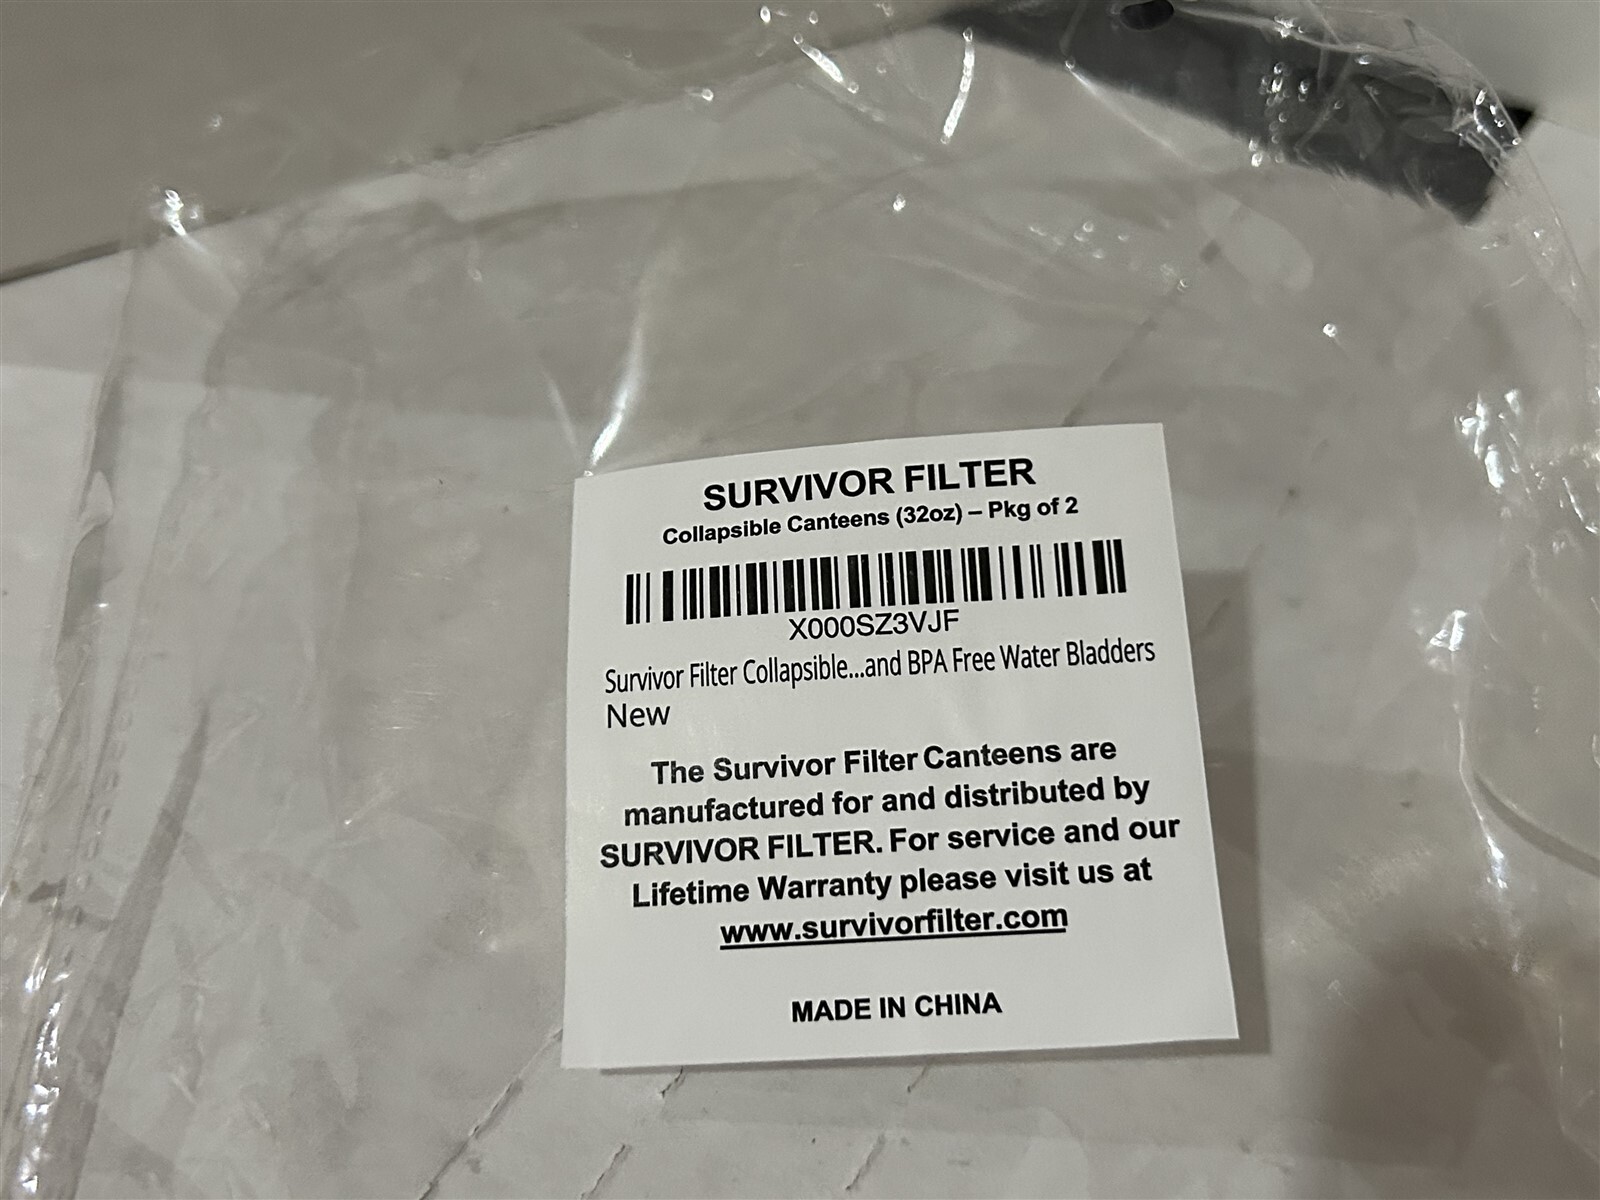 SURVIVOR FILTER
Collapsible Canteens (32oz) – Pkg of 2
X000SZ3VJF
Survivor Filter Collapsible...and BPA Free Water Bladders
New
The Survivor Filter Canteens are
manufactured for and distributed by
SURVIVOR FILTER. For service and our
Lifetime Warranty please visit us at
www.survivorfilter.com
MADE IN CHINA